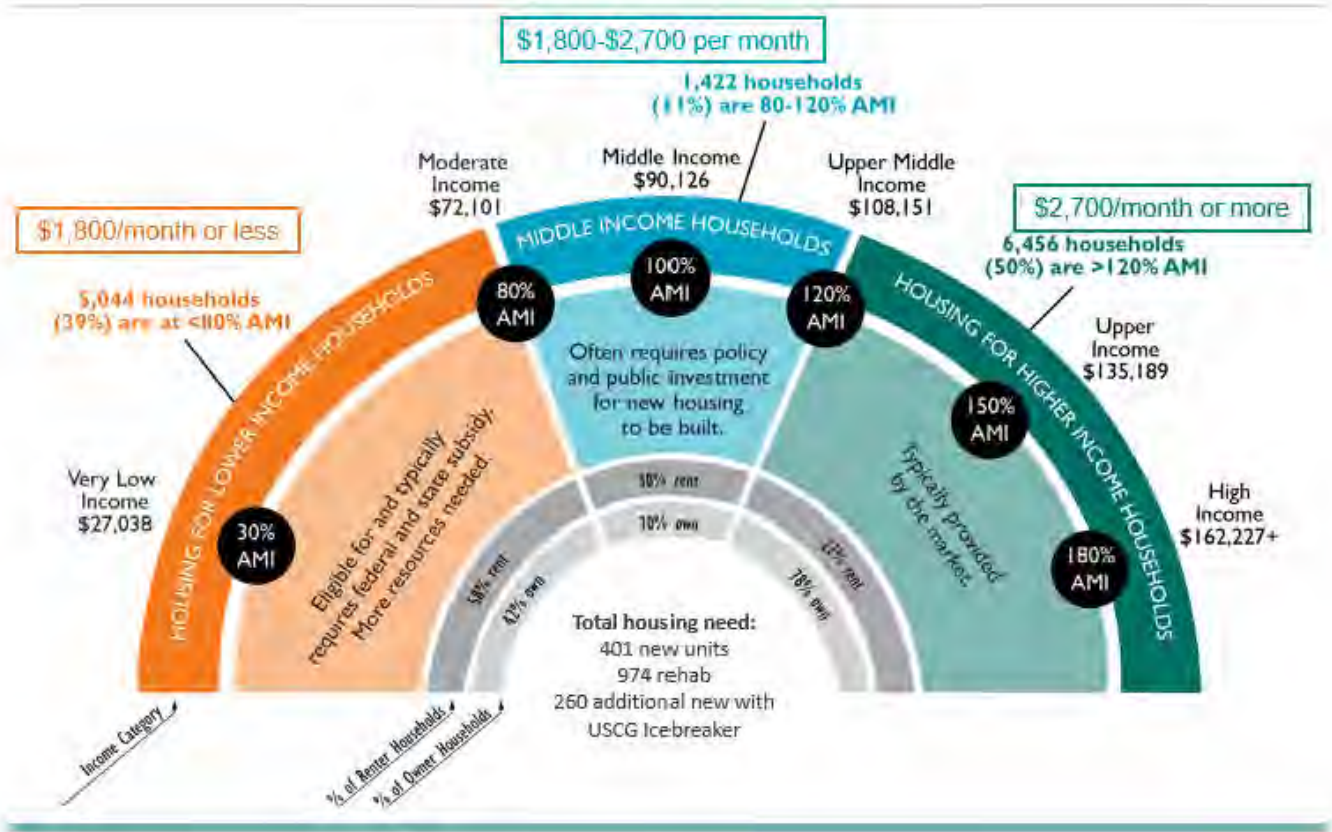 $1,800-$2,700 per month
1,422 households
(11%) are 80-120% AMI
Moderate
Income
$72,101
Middle Income
$90,126
Upper Middle
Income
$108,151
$1,800/month or less
$2,700/month or more
5,044 households
(39%) are at <80% AMI
6,456 households
(50%) are >120% AMI
HOUSING FOR LOWER INCOME HOUSEHOLDS
MIDDLE INCOME HOUSEHOLDS
HOUSING FOR HIGHER INCOME HOUSEHOLDS
80%
AMI
100%
AMI
120%
AMI
Upper
Income
$135,189
150%
AMI
Very Low
Income
$27,038
30%
AMI
High
Income
$162,227+
180%
AMI
Eligible for and typically
requires federal and state subsidy.
More resources needed.
Often requires policy
and public investment
for new housing
to be built.
Typically provided
by the market.
58% rent
42% own
rent
own
22% rent
78% own
Total housing need:
401 new units
974 rehab
260 additional new with
USCG Icebreaker
Income Category
% of Renter Households
% of Owner Households